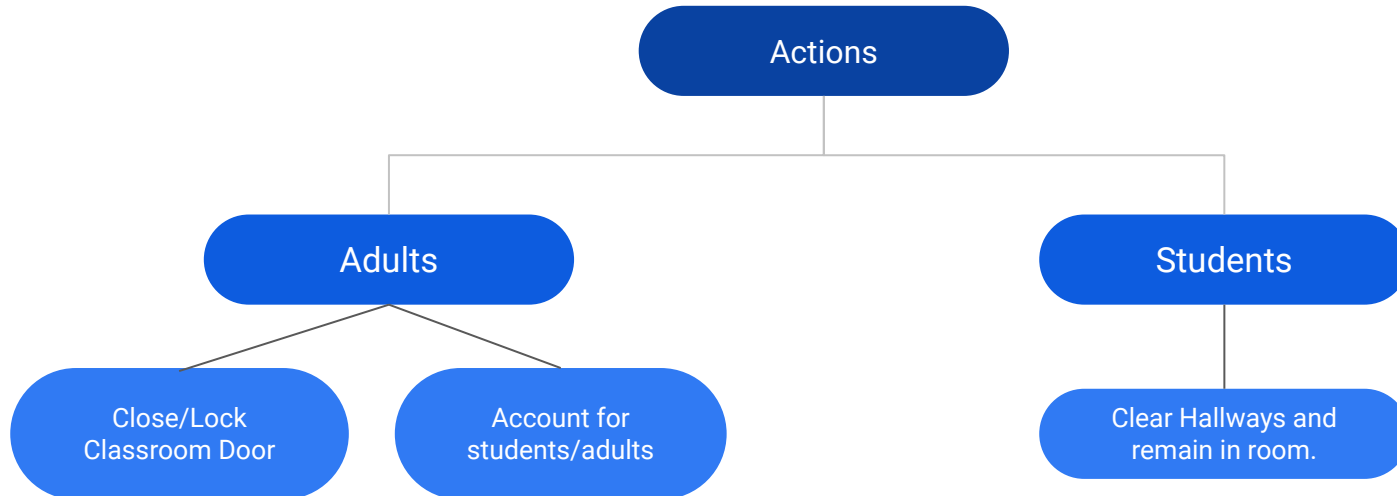 Actions
Adults
Students
Close/Lock
Classroom Door
Account for
students/adults
Clear Hallways and
remain in room.